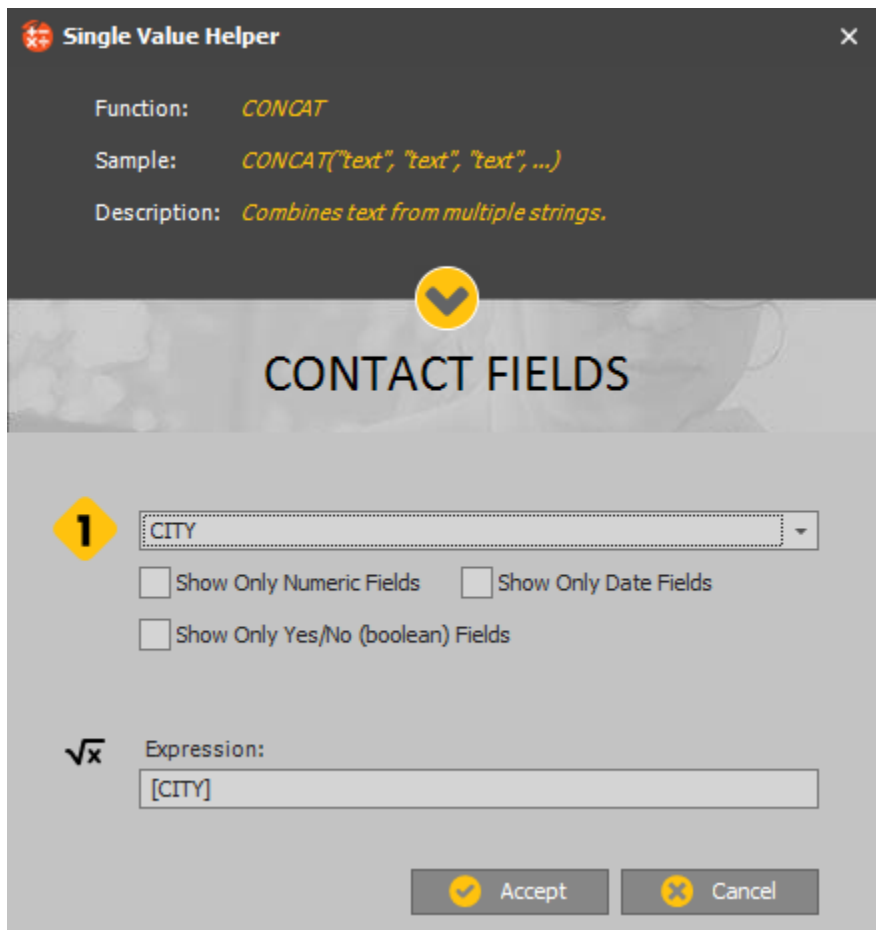 Single Value Helper
Function: CONCAT
Sample: CONCAT("text", "text", "text", ...)
Description: Combines text from multiple strings.
CONTACT FIELDS
1 CITY
Show Only Numeric Fields Show Only Date Fields
Show Only Yes/No (boolean) Fields
√x Expression:
[CITY]
Accept Cancel